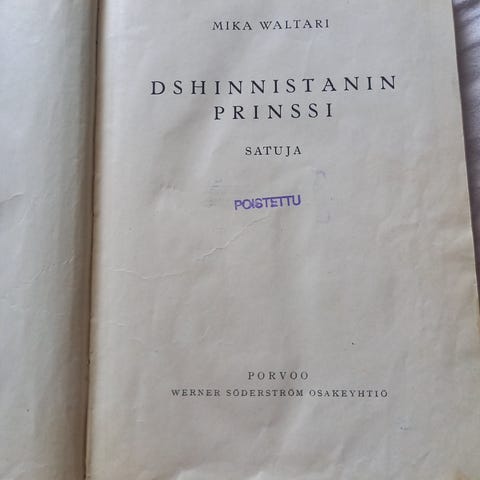 MIKA WALTARI
DSHINNISTANIN
PRINSSI
SATUJA
POISTETTU
PORVOO
WERNER SÖDERSTRÖM OSAKEYHTIÖ